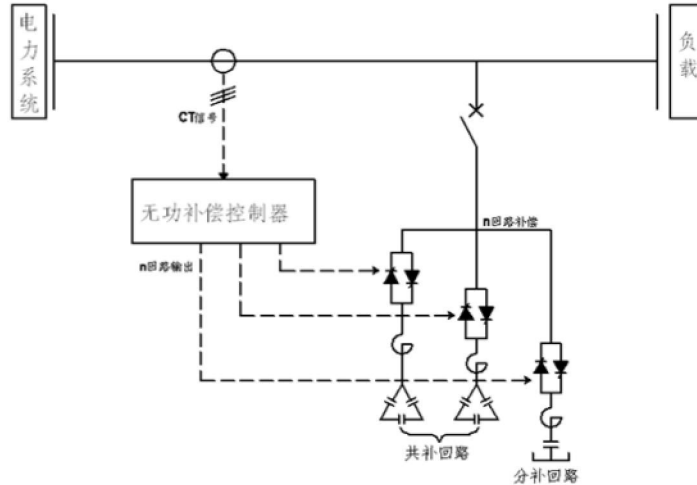 电力系统
负载
CT信号
无功补偿控制器
n回路补偿
n回路输出
共补回路
分补回路